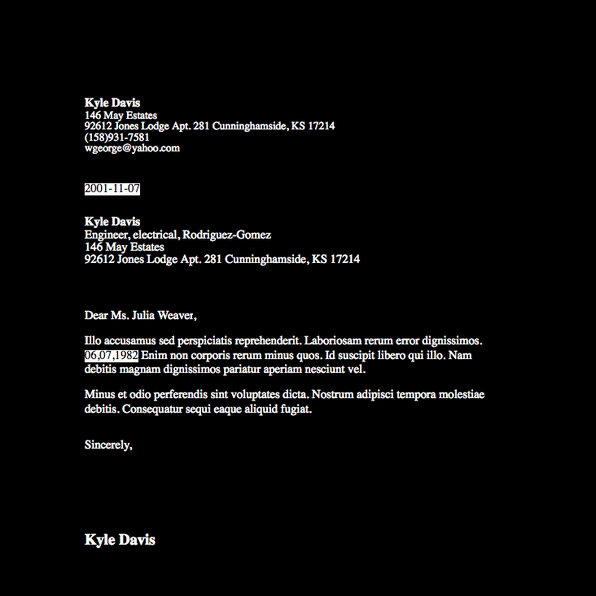 Kyle Davis
146 May Estates
92612 Jones Lodge Apt. 281 Cunninghamside, KS 17214
(158)931-7581
wgeorge@yahoo.com
2001-11-07
Kyle Davis
Engineer, electrical, Rodriguez-Gomez
146 May Estates
92612 Jones Lodge Apt. 281 Cunninghamside, KS 17214
Dear Ms. Julia Weaver,
Illo accusamus sed perspiciatis reprehenderit. Laboriosam rerum error dignissimos.
06,07,1982 Enim non corporis rerum minus quos. Id suscipit libero qui illo. Nam
debitis magnam dignissimos pariatur aperiam nesciunt vel.
Minus et odio perferendis sint voluptates dicta. Nostrum adipisci tempora molestiae
debitis. Consequatur sequi eaque aliquid fugiat.
Sincerely,
Kyle Davis